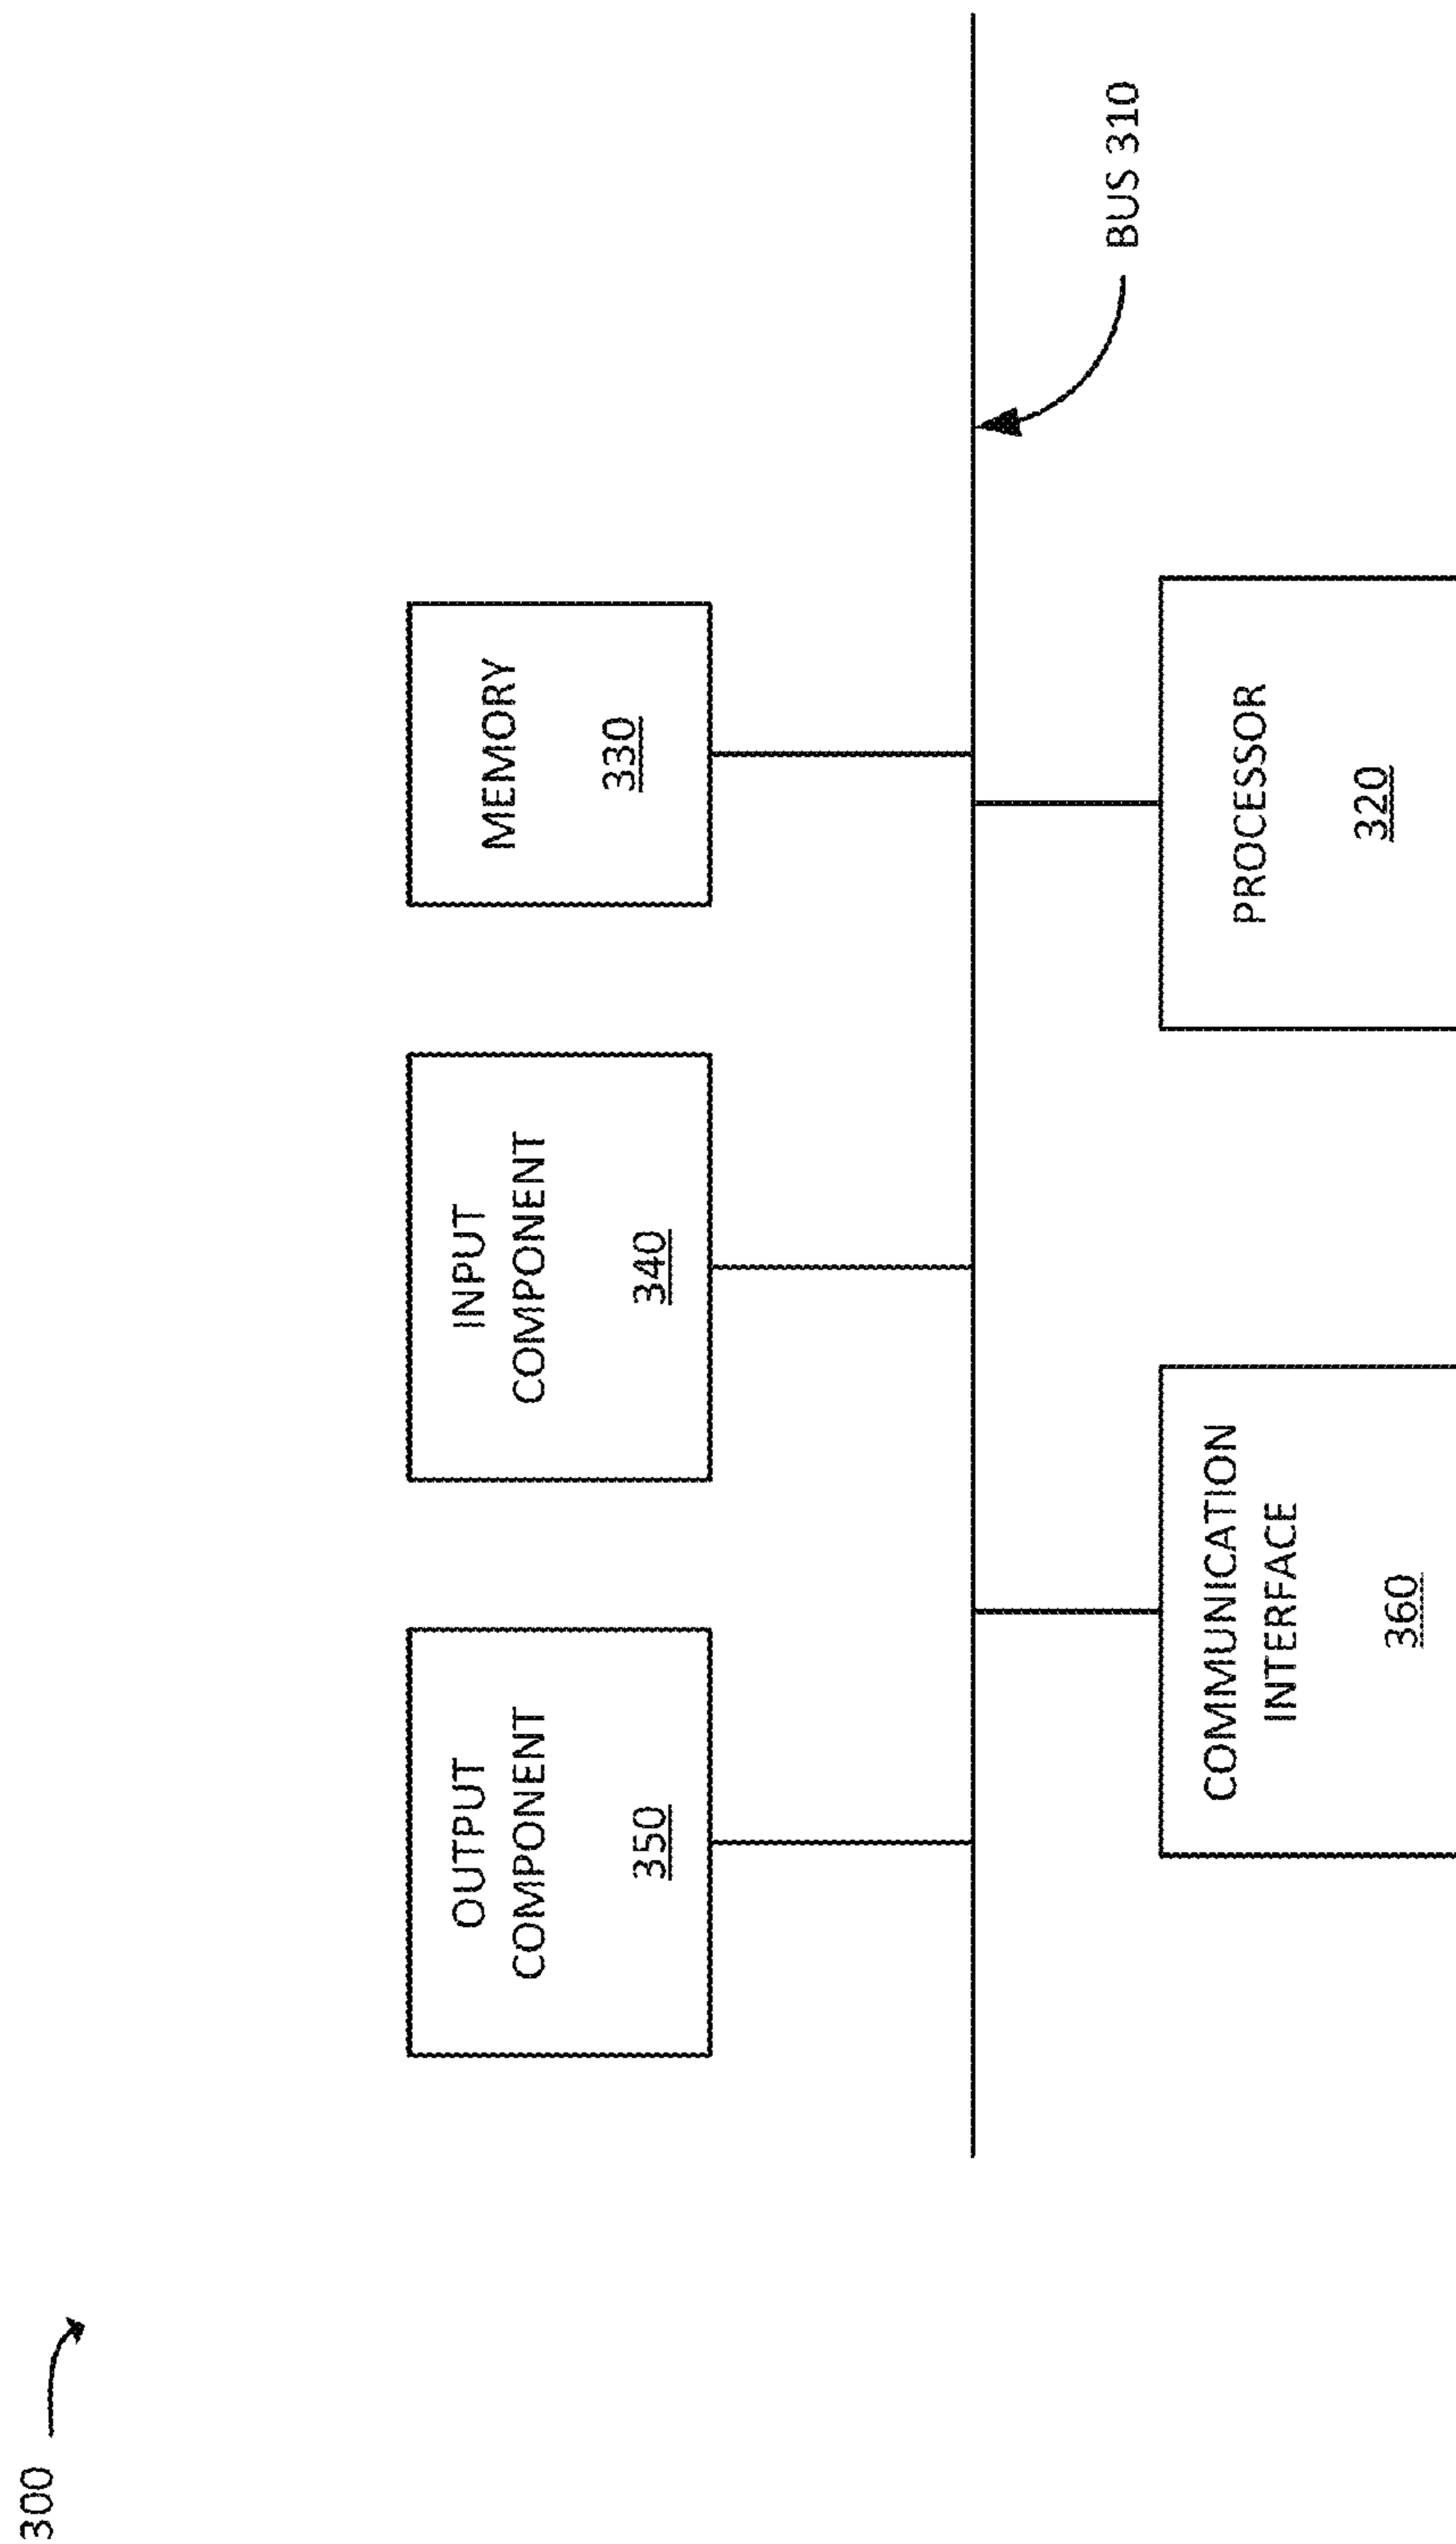 300
OUTPUT
COMPONENT
350
INPUT
COMPONENT
340
MEMORY
330
BUS 310
COMMUNICATION
INTERFACE
360
PROCESSOR
320